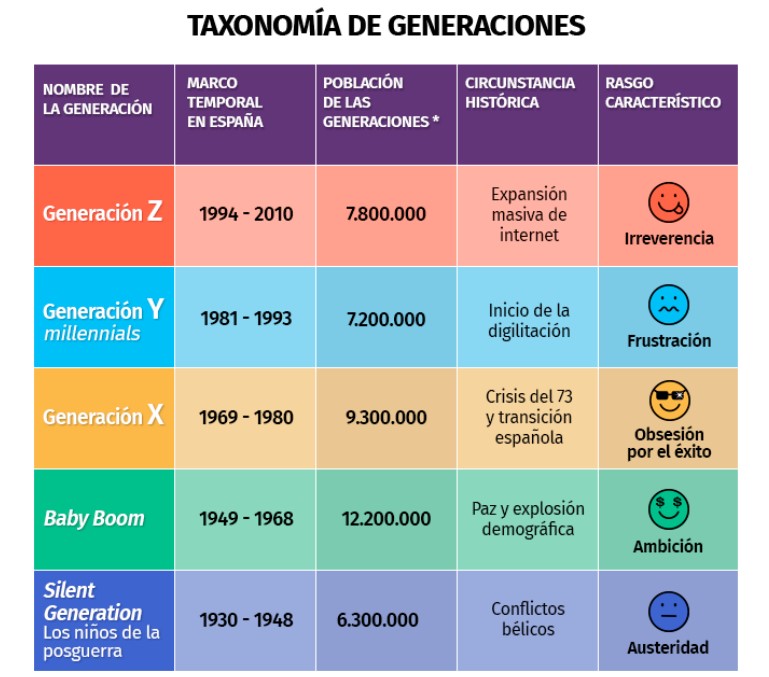 TAXONOMÍA DE GENERACIONES
NOMBRE DE
LA GENERACIÓN
MARCO
TEMPORAL
EN ESPAÑA
POBLACIÓN
DE LAS
GENERACIONES *
CIRCUNSTANCIA
HISTÓRICA
RASGO
CARACTERÍSTICO
Generación Z
1994 - 2010
7.800.000
Expansión
masiva de
internet
Irreverencia
Generación Y
millennials
1981 - 1993
7.200.000
Inicio de la
digilitación
Frustración
Generación X
1969 - 1980
9.300.000
Crisis del 73
y transición
española
Obsesión
por el éxito
Baby Boom
1949 - 1968
12.200.000
Paz y explosión
demográfica
$ $
Ambición
Silent
Generation
Los niños de la
posguerra
1930 - 1948
6.300.000
Conflictos
bélicos
Austeridad